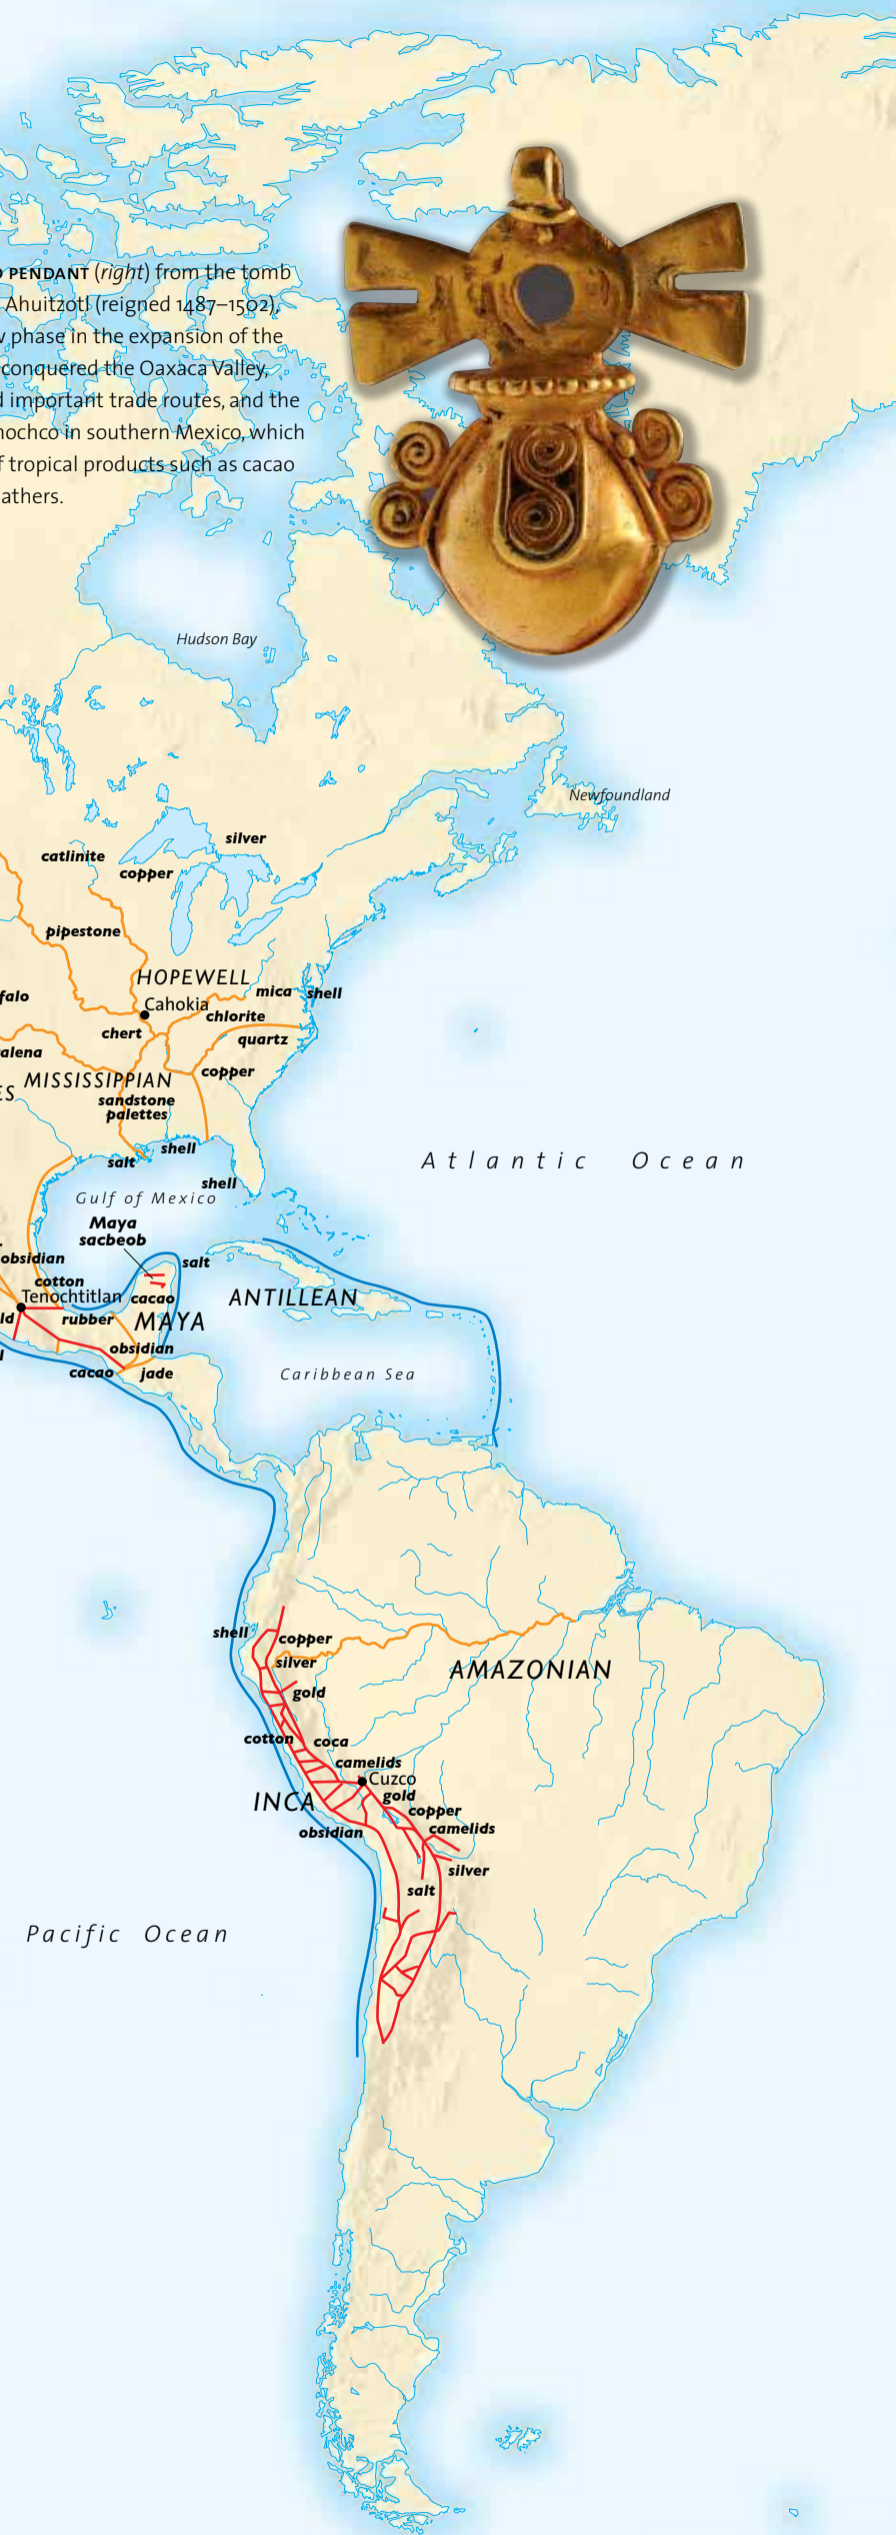 PENDANT (right) from the tomb
Ahuitzotl (reigned 1487–1502),
phase in the expansion of the
conquered the Oaxaca Valley,
important trade routes, and the
in southern Mexico, which
tropical products such as cacao
Hudson Bay
Newfoundland
silver
catlinite
copper
pipestone
HOPEWELL
mica
shell
Cahokia
chlorite
chert
quartz
copper
MISSISSIPPIAN
sandstone
palettes
shell
salt
Atlantic Ocean
shell
Gulf of Mexico
Maya
sacbeob
salt
obsidian
cotton
Tenochtitlan
cacao
ANTILLEAN
rubber
MAYA
obsidian
cacao
jade
Caribbean Sea
shell
copper
silver
AMAZONIAN
gold
cotton
coca
camelids
Cuzco
gold
INCA
copper
camelids
obsidian
silver
salt
Pacific Ocean